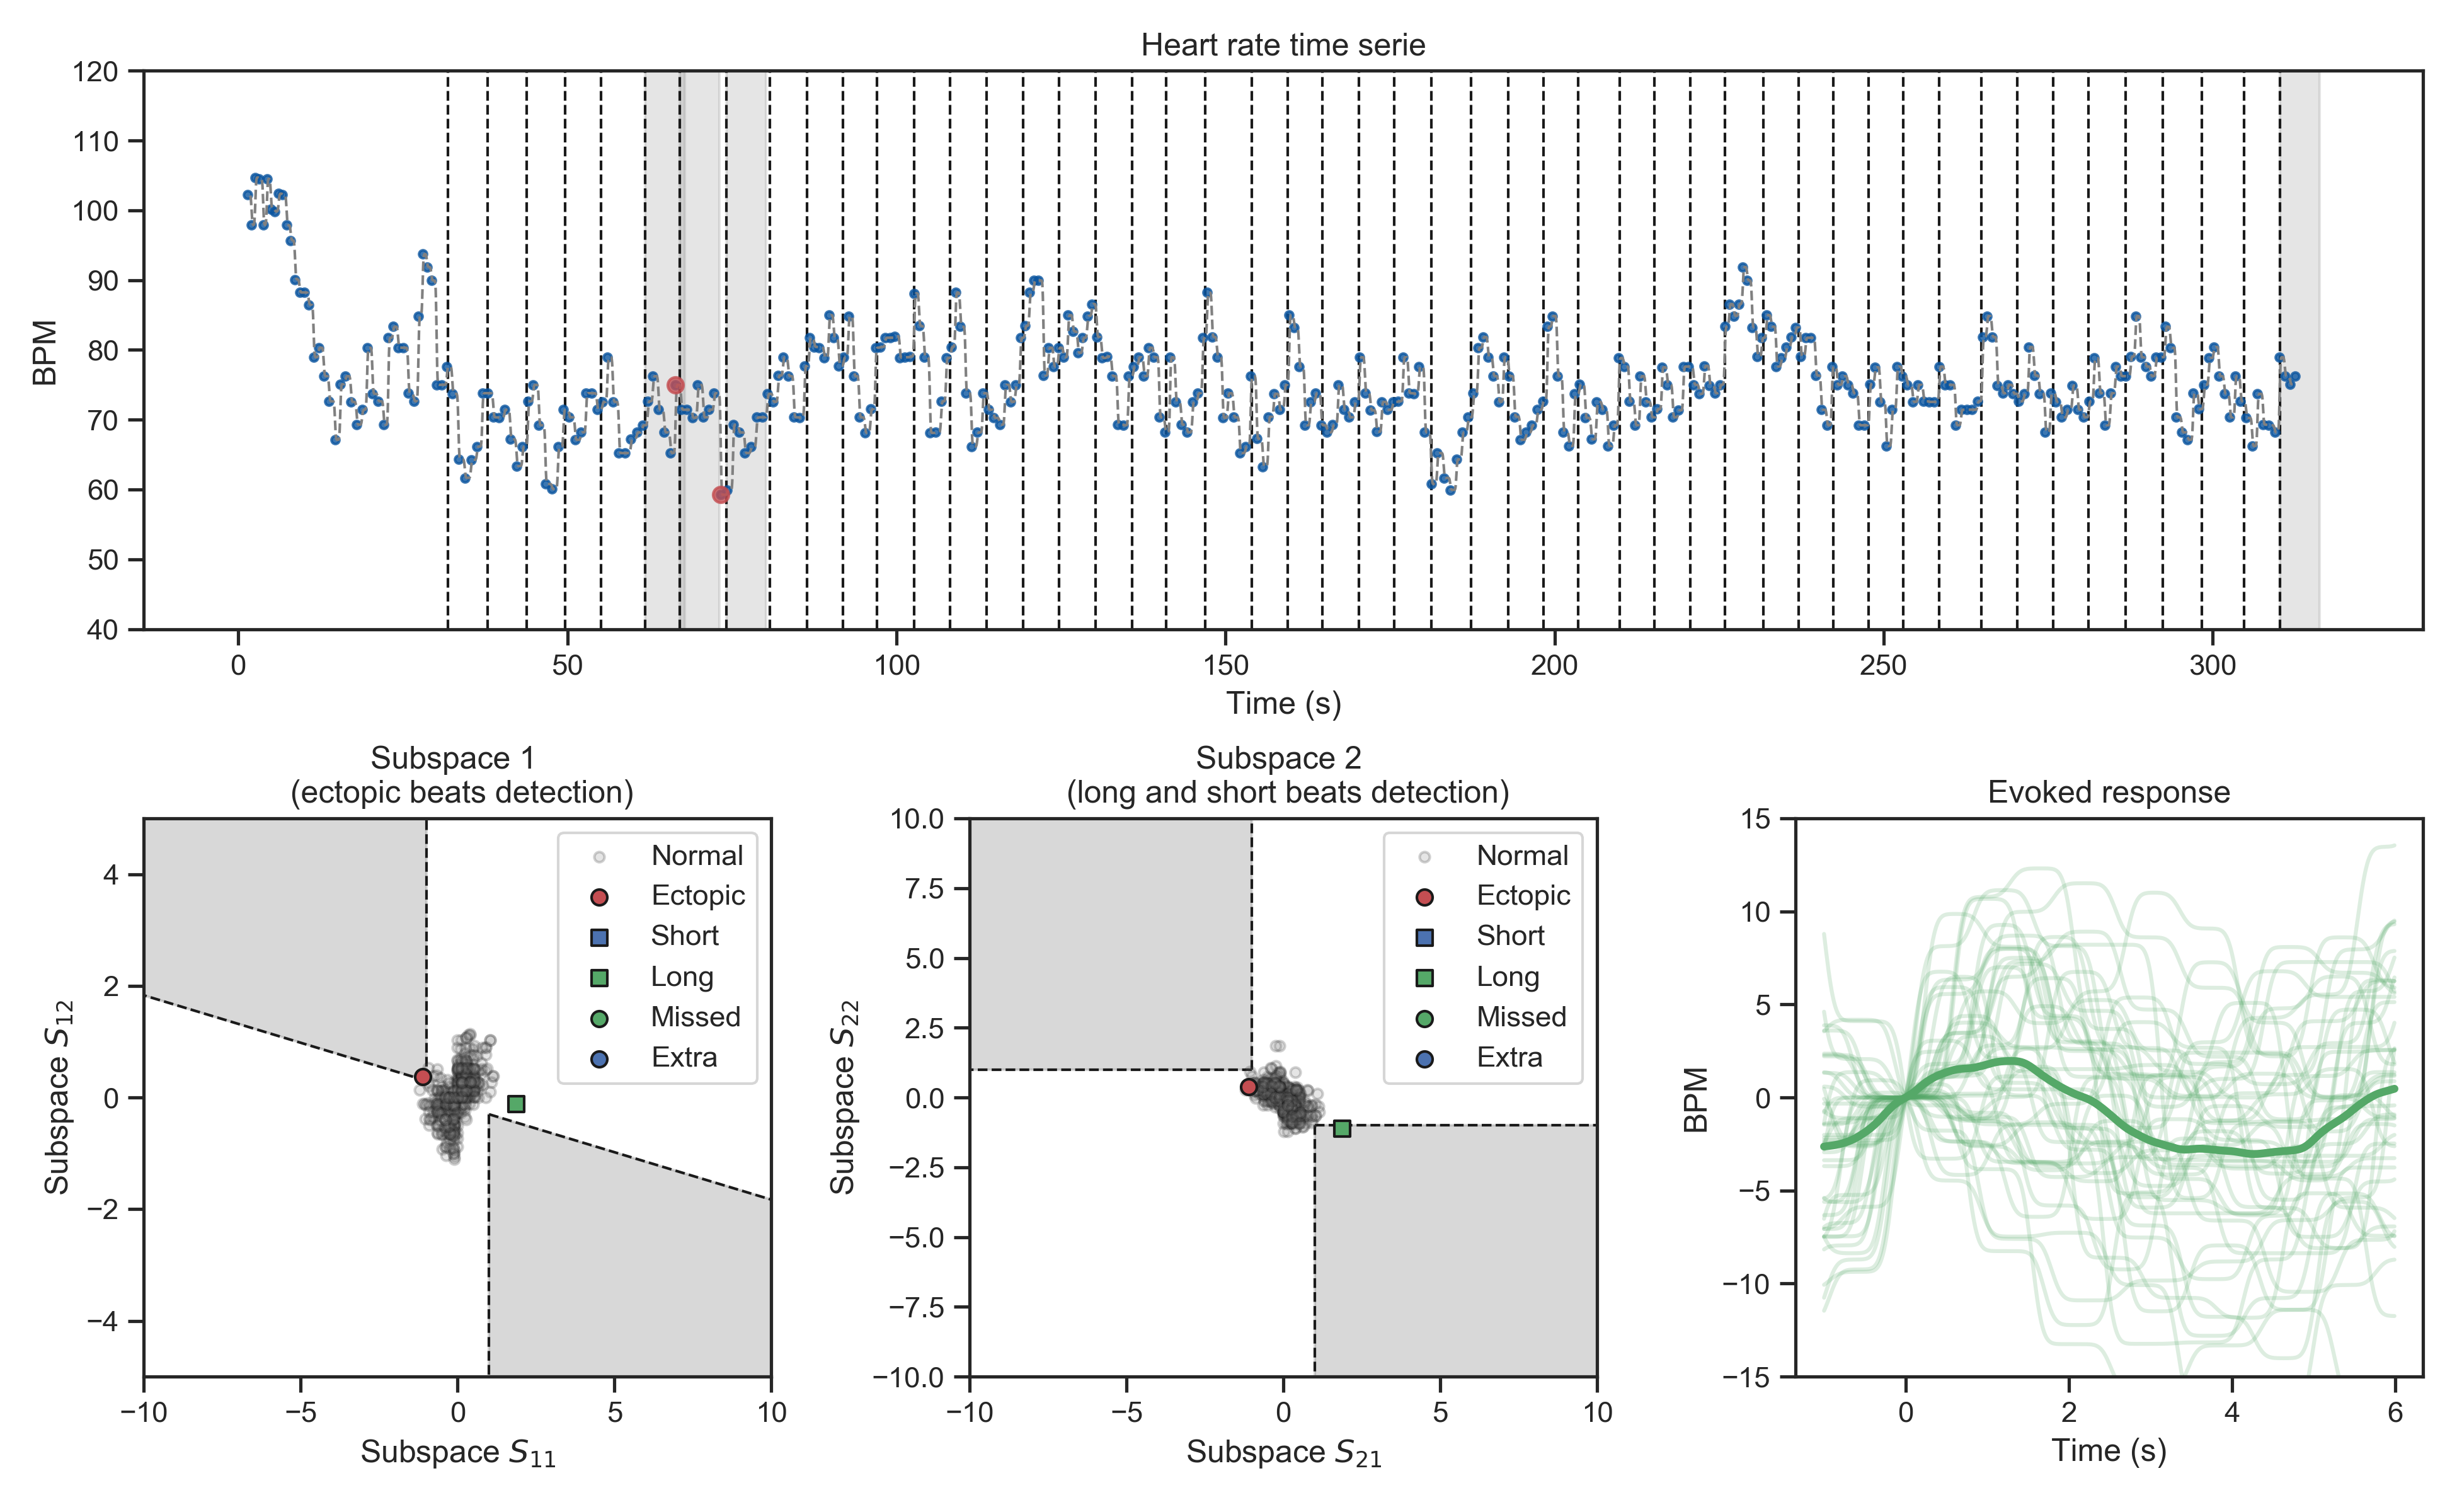 Heart rate time serie
120
110
100
90
80
70
60
50
40
BPM
0 50 100 150 200 250 300
Time (s)
Subspace 1
(ectopic beats detection)
4
2
0
−2
−4
Subspace S12
Normal
Ectopic
Short
Long
Missed
Extra
−10 −5 0 5 10
Subspace S11
Subspace 2
(long and short beats detection)
10.0
7.5
5.0
2.5
0.0
−2.5
−5.0
−7.5
−10.0
Subspace S22
Normal
Ectopic
Short
Long
Missed
Extra
−10 −5 0 5 10
Subspace S21
Evoked response
15
10
5
0
−5
−10
−15
BPM
0 2 4 6
Time (s)